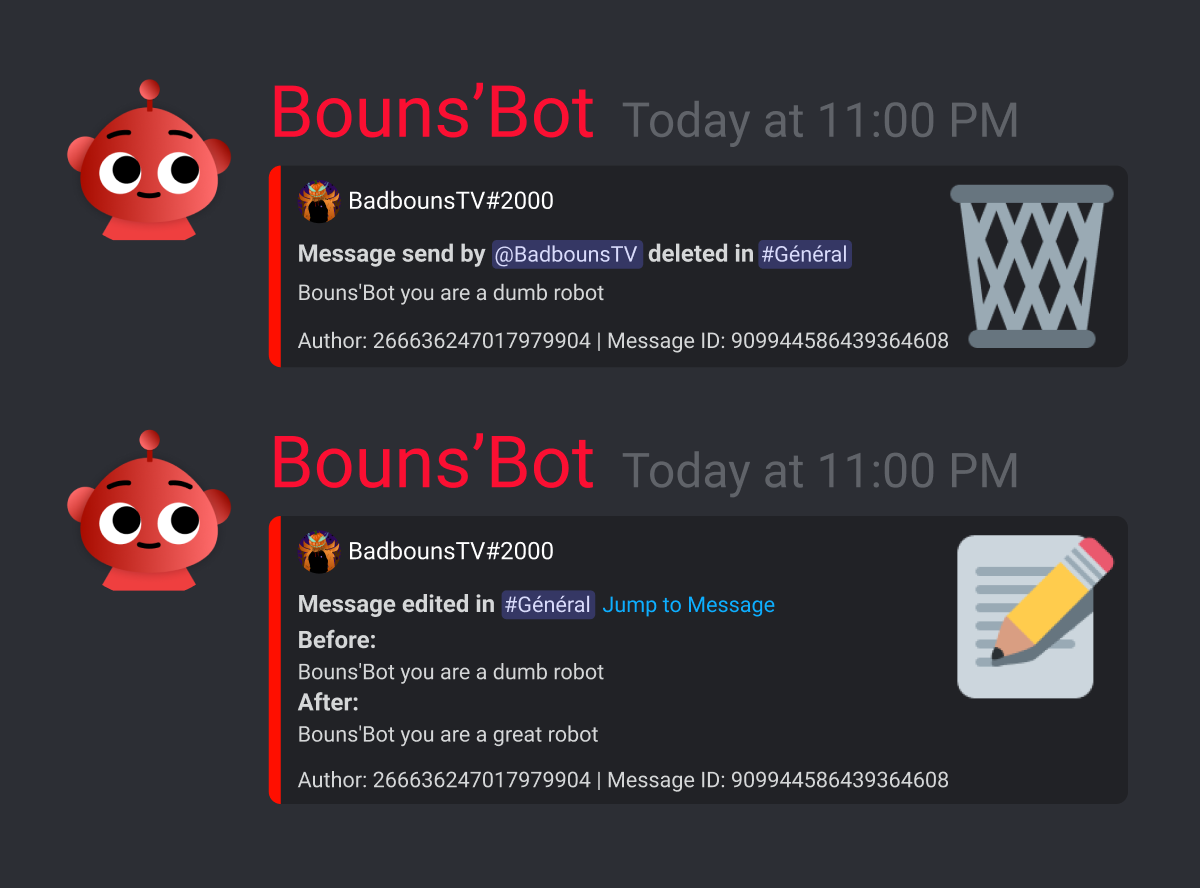 Bouns’Bot Today at 11:00 PM
BadbounsTV#2000
Message send by @BadbounsTV deleted in #Général
Bouns'Bot you are a dumb robot
Author: 266636247017979904 | Message ID: 909944586439364608
Bouns’Bot Today at 11:00 PM
BadbounsTV#2000
Message edited in #Général Jump to Message
Before:
Bouns'Bot you are a dumb robot
After:
Bouns'Bot you are a great robot
Author: 266636247017979904 | Message ID: 909944586439364608